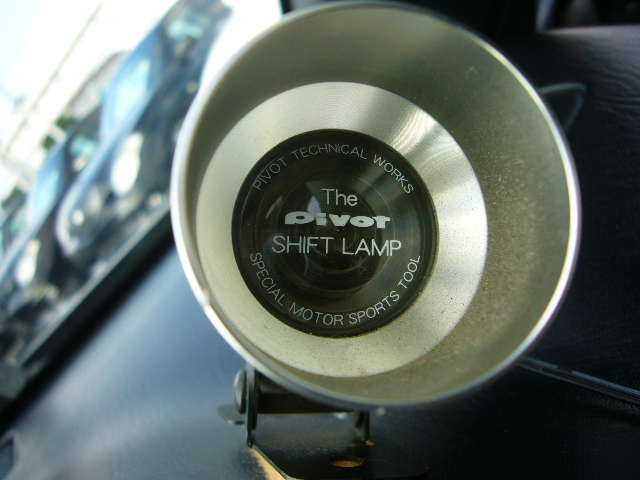 PIVOT TECHNICAL WORKS
The
PIVOT
SHIFT LAMP
SPECIAL MOTOR SPORTS TOOL